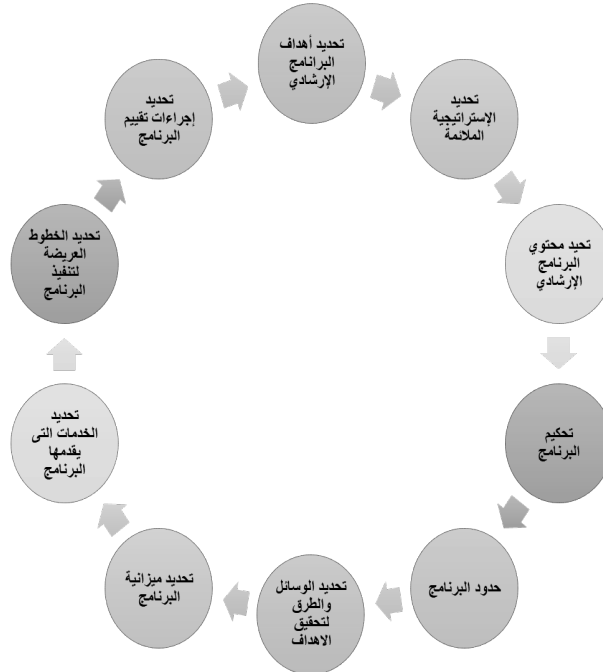 تحديد أهداف
البرانامج
الإرشادي
تحديد
الإستراتيجية
الملائمة
تحيد محتوي
البرنامج
الإرشادي
تحكيم
البرنامج
حدود البرنامج
تحديد الوسائل
والطرق
لتحقيق
الاهداف
تحديد ميزانية
البرنامج
تحديد
الخدمات التى
يقدمها
البرنامج
تحديد الخطوط
العريضة
لتنفيذ
البرنامج
تحديد
إجراءات تقييم
البرنامج